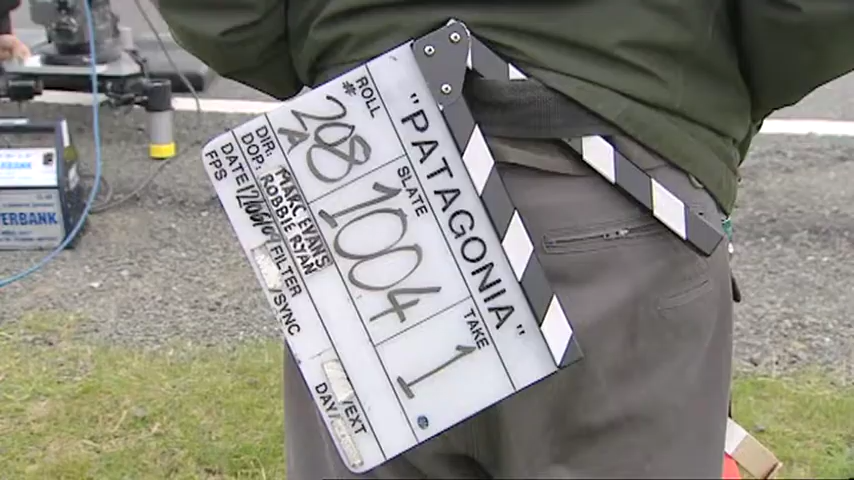 "PATAGONIA"
ROLL
#
A
208
SLATE
1004
TAKE
1
DIR: MARC EVANS
DOP: ROBBIE RYAN
DATE
FPS
FILTER
SYNC
DAY/
/EXT
ERBANK